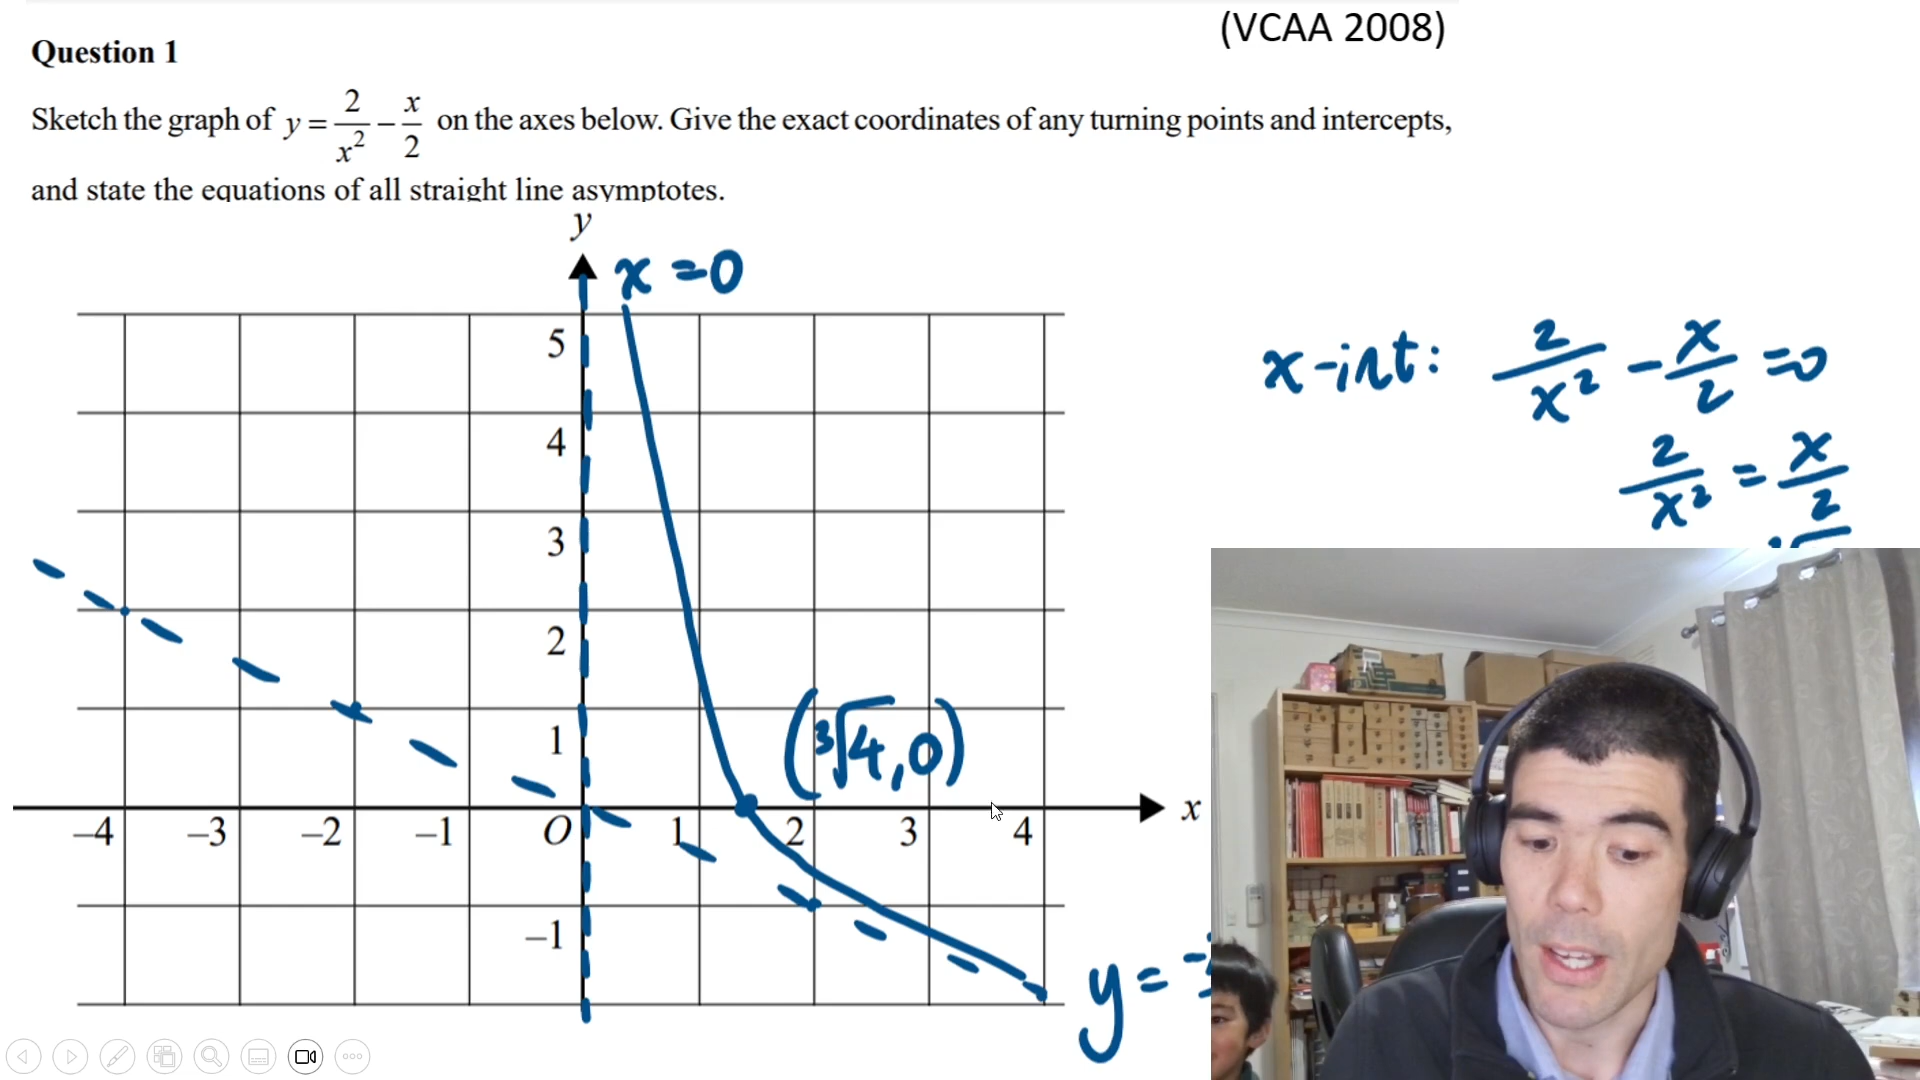 (VCAA 2008)
Question 1
Sketch the graph of y = 2/x² − x/2 on the axes below. Give the exact coordinates of any turning points and intercepts,
and state the equations of all straight line asymptotes.
y
x = 0
5
4
3
2
1
(∛4, 0)
−4 −3 −2 −1 O 1 2 3 4 x
−1
y = −
x-int: 2/x² − x/2 = 0
2/x² = x/2